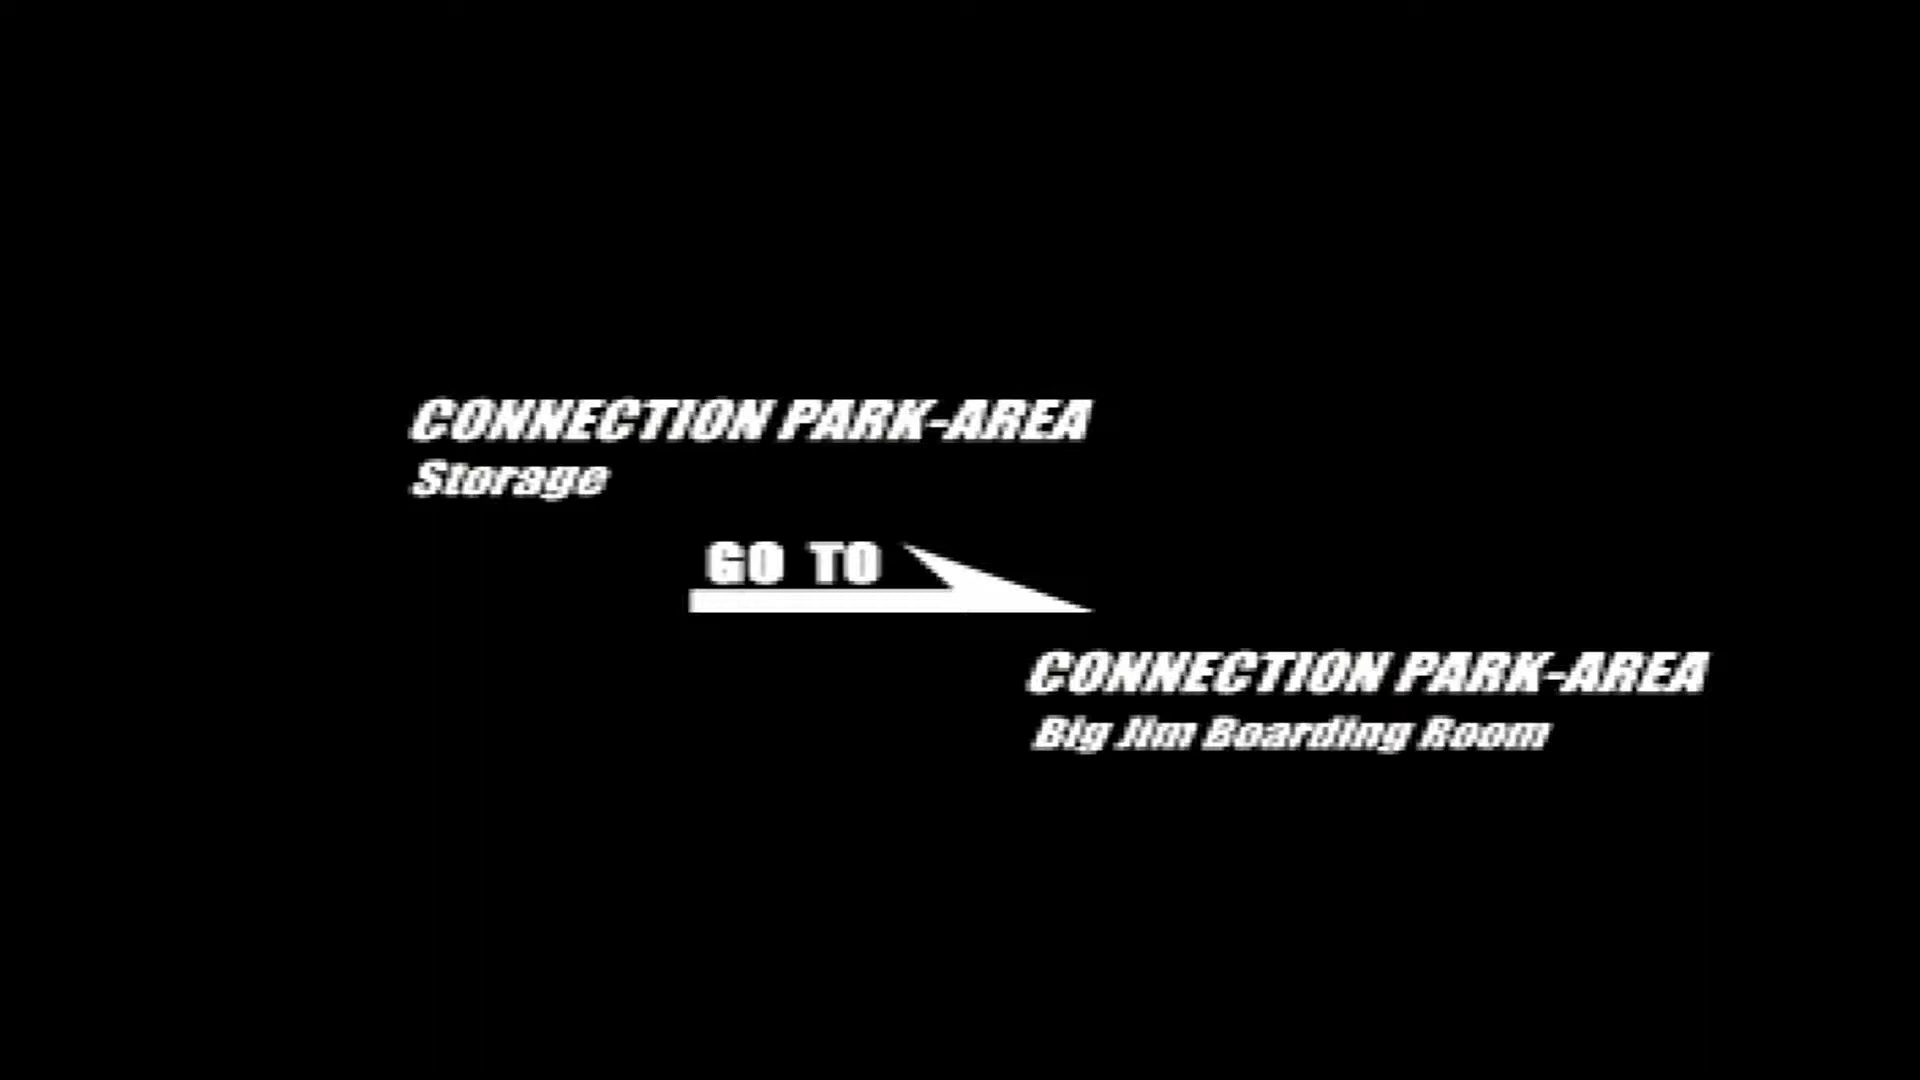 CONNECTION PARK-AREA
Storage
GO TO
CONNECTION PARK-AREA
Big Jim Boarding Room